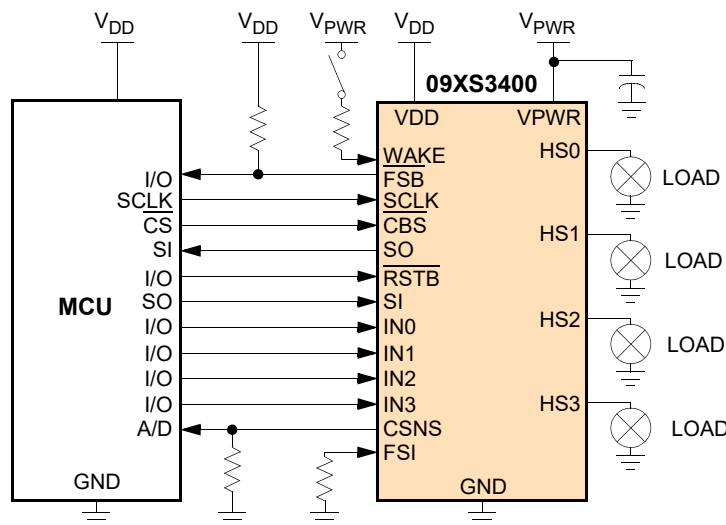 VDD
VDD
VPWR
VDD
VPWR
09XS3400
VDD
VPWR
MCU
I/O
SCLK
CS
SI
I/O
SO
I/O
I/O
I/O
I/O
A/D
GND
WAKE
FSB
SCLK
CBS
SO
RSTB
SI
IN0
IN1
IN2
IN3
CSNS
FSI
GND
HS0
LOAD
HS1
LOAD
HS2
LOAD
HS3
LOAD